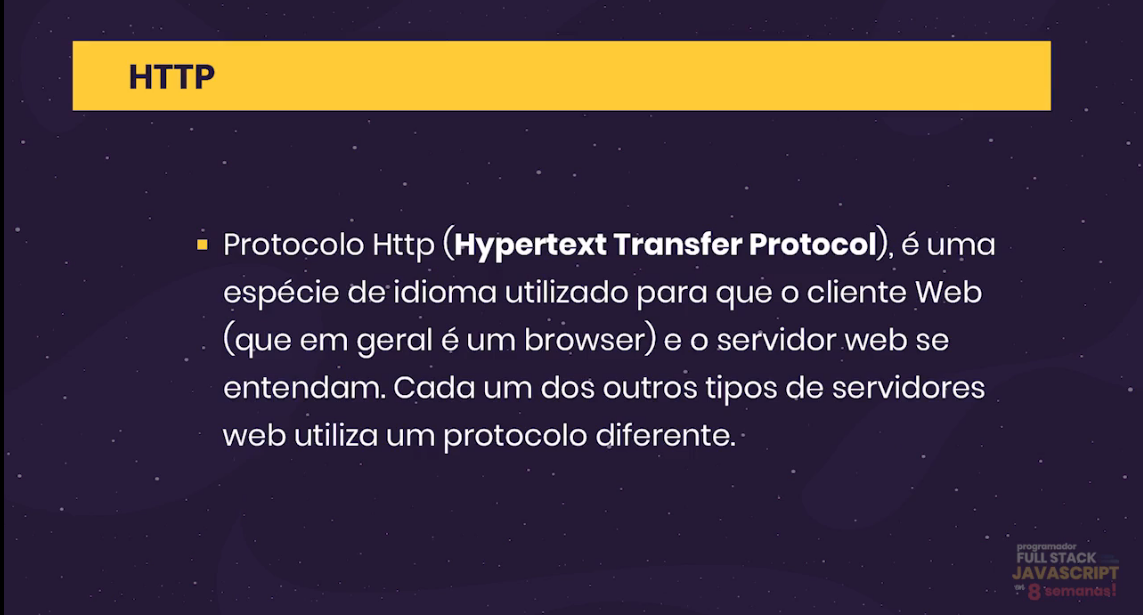 HTTP
Protocolo Http (Hypertext Transfer Protocol), é uma
espécie de idioma utilizado para que o cliente Web
(que em geral é um browser) e o servidor web se
entendam. Cada um dos outros tipos de servidores
web utiliza um protocolo diferente.
programador
FULL STACK
JAVASCRIPT
em 8 semanas!